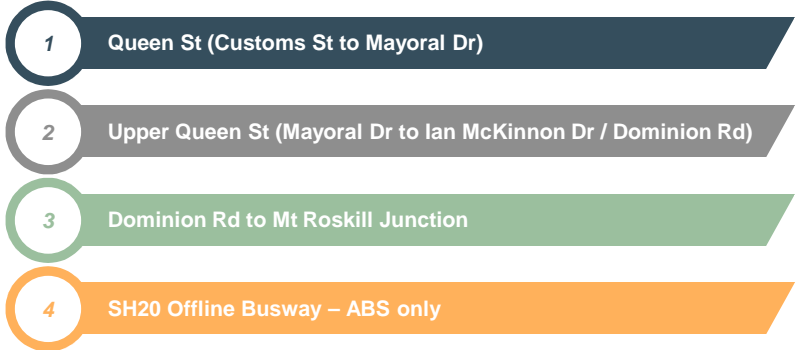 1 Queen St (Customs St to Mayoral Dr)
2 Upper Queen St (Mayoral Dr to Ian McKinnon Dr / Dominion Rd)
3 Dominion Rd to Mt Roskill Junction
4 SH20 Offline Busway – ABS only